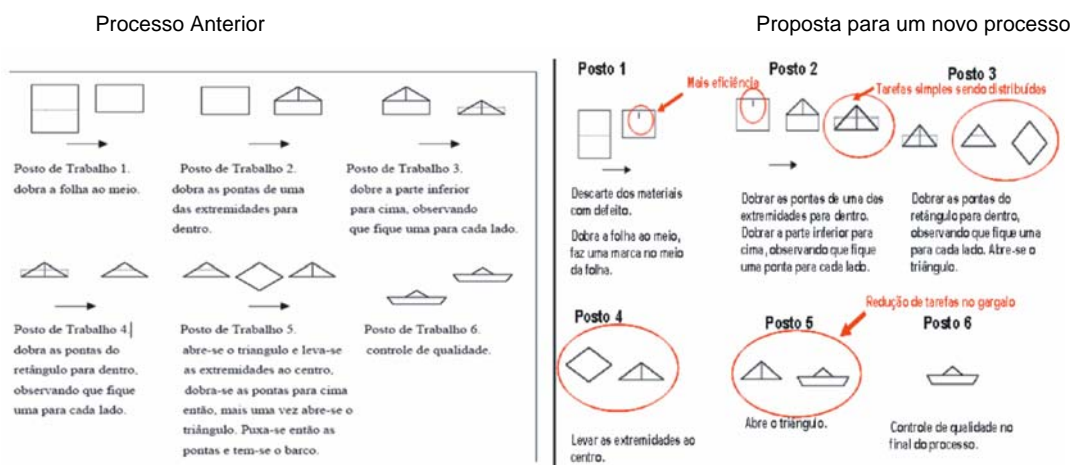 Processo Anterior
Proposta para um novo processo
Posto de Trabalho 1.
dobra a folha ao meio.
Posto de Trabalho 2.
dobra as pontas de uma
das extremidades para
dentro.
Posto de Trabalho 3.
dobre a parte inferior
para cima, observando
que fique uma para cada lado.
Posto de Trabalho 4.
dobra as pontas do
retângulo para dentro,
observando que fique
uma para cada lado.
Posto de Trabalho 5.
abre-se o triangulo e leva-se
as extremidades ao centro,
dobra-se as pontas para cima
então, mais uma vez abre-se o
triângulo. Puxa-se então as
pontas e tem-se o barco.
Posto de Trabalho 6.
controle de qualidade.
Posto 1
Mais eficiência
Descarte dos materiais
com defeito.
Dobra a folha ao meio,
faz uma marca no meio
da folha.
Posto 2
Dobrar as pontas de uma das
extremidades para dentro.
Dobrar a parte inferior para
cima, observando que fique
uma ponta para cada lado.
Posto 3
Tarefas simples sendo distribuídas
Dobrar as pontas do
retângulo para dentro,
observando que fique uma
para cada lado. Abre-se o
triângulo.
Posto 4
Levar as extremidades ao
centro.
Redução de tarefas no gargalo
Posto 5
Abre o triângulo.
Posto 6
Controle de qualidade no
final do processo.